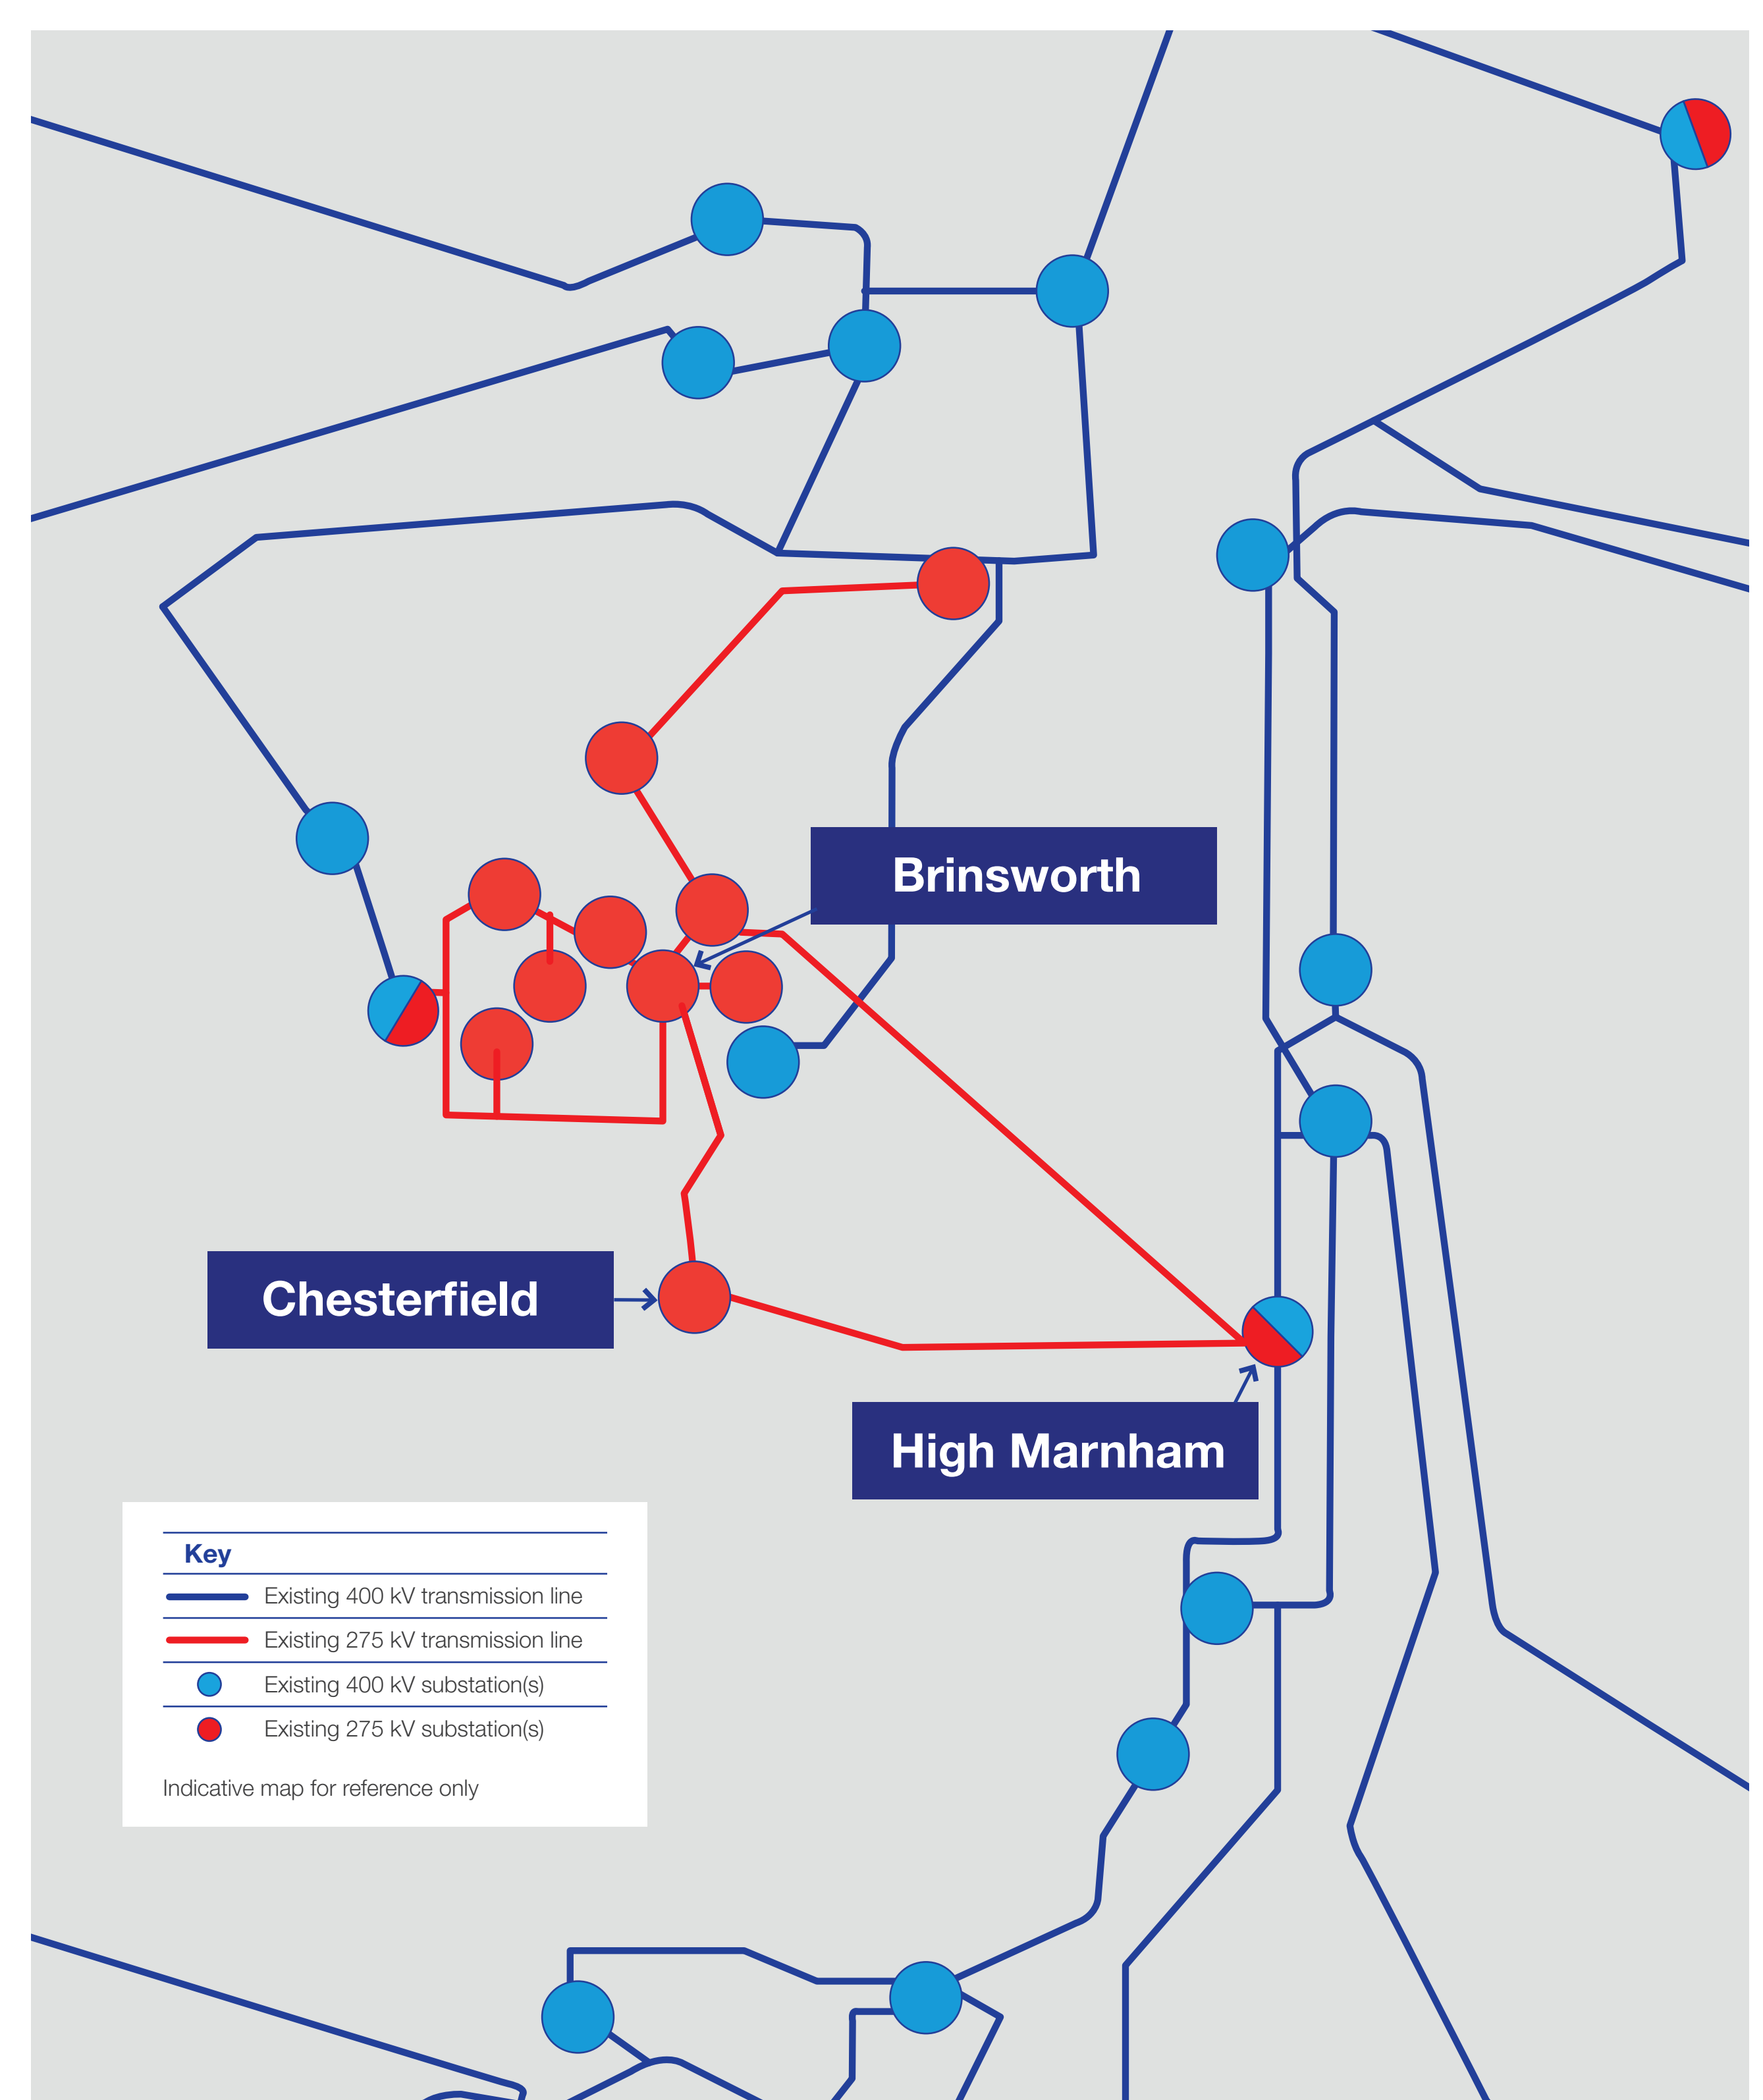 Brinsworth
Chesterfield
High Marnham
Key
Existing 400 kV transmission line
Existing 275 kV transmission line
Existing 400 kV substation(s)
Existing 275 kV substation(s)
Indicative map for reference only